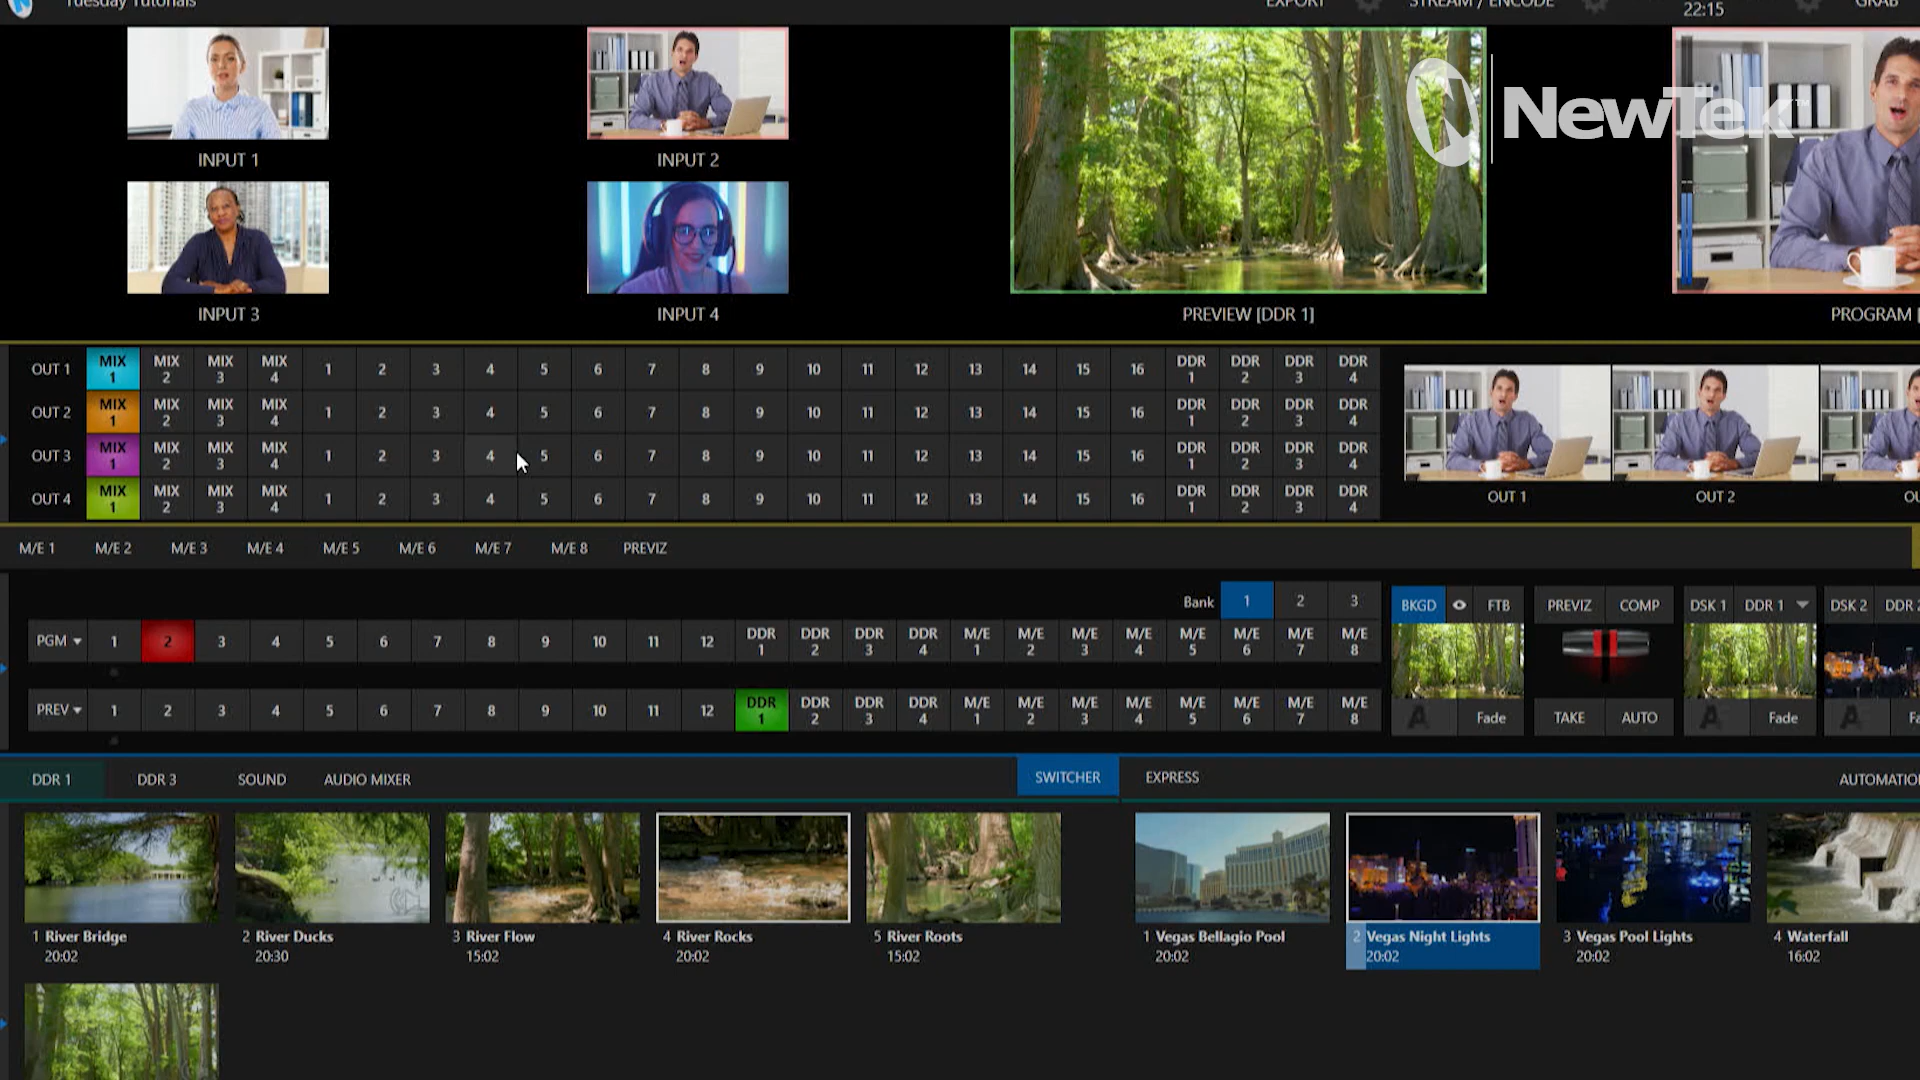 Tuesday Tutorials
EXPORT STREAM / ENCODE 22:15 GRAB
NewTek™
INPUT 1 INPUT 2
INPUT 3 INPUT 4 PREVIEW [DDR 1] PROGRAM [
OUT 1 MIX 1 MIX 2 MIX 3 MIX 4 1 2 3 4 5 6 7 8 9 10 11 12 13 14 15 16 DDR 1 DDR 2 DDR 3 DDR 4
OUT 2 MIX 1 MIX 2 MIX 3 MIX 4 1 2 3 4 5 6 7 8 9 10 11 12 13 14 15 16 DDR 1 DDR 2 DDR 3 DDR 4
OUT 3 MIX 1 MIX 2 MIX 3 MIX 4 1 2 3 4 5 6 7 8 9 10 11 12 13 14 15 16 DDR 1 DDR 2 DDR 3 DDR 4
OUT 4 MIX 1 MIX 2 MIX 3 MIX 4 1 2 3 4 5 6 7 8 9 10 11 12 13 14 15 16 DDR 1 DDR 2 DDR 3 DDR 4
OUT 1 OUT 2 OU
M/E 1 M/E 2 M/E 3 M/E 4 M/E 5 M/E 6 M/E 7 M/E 8 PREVIZ
Bank 1 2 3
BKGD FTB PREVIZ COMP DSK 1 DDR 1 DSK 2 DDR 2
PGM 1 2 3 4 5 6 7 8 9 10 11 12 DDR 1 DDR 2 DDR 3 DDR 4 M/E 1 M/E 2 M/E 3 M/E 4 M/E 5 M/E 6 M/E 7 M/E 8
PREV 1 2 3 4 5 6 7 8 9 10 11 12 DDR 1 DDR 2 DDR 3 DDR 4 M/E 1 M/E 2 M/E 3 M/E 4 M/E 5 M/E 6 M/E 7 M/E 8
A Fade TAKE AUTO A Fade A Fa
DDR 1 DDR 3 SOUND AUDIO MIXER SWITCHER EXPRESS AUTOMATIO
1 River Bridge 2 River Ducks 3 River Flow 4 River Rocks 5 River Roots 1 Vegas Bellagio Pool 2 Vegas Night Lights 3 Vegas Pool Lights 4 Waterfall
20:02 20:30 15:02 20:02 15:02 20:02 20:02 20:02 16:02